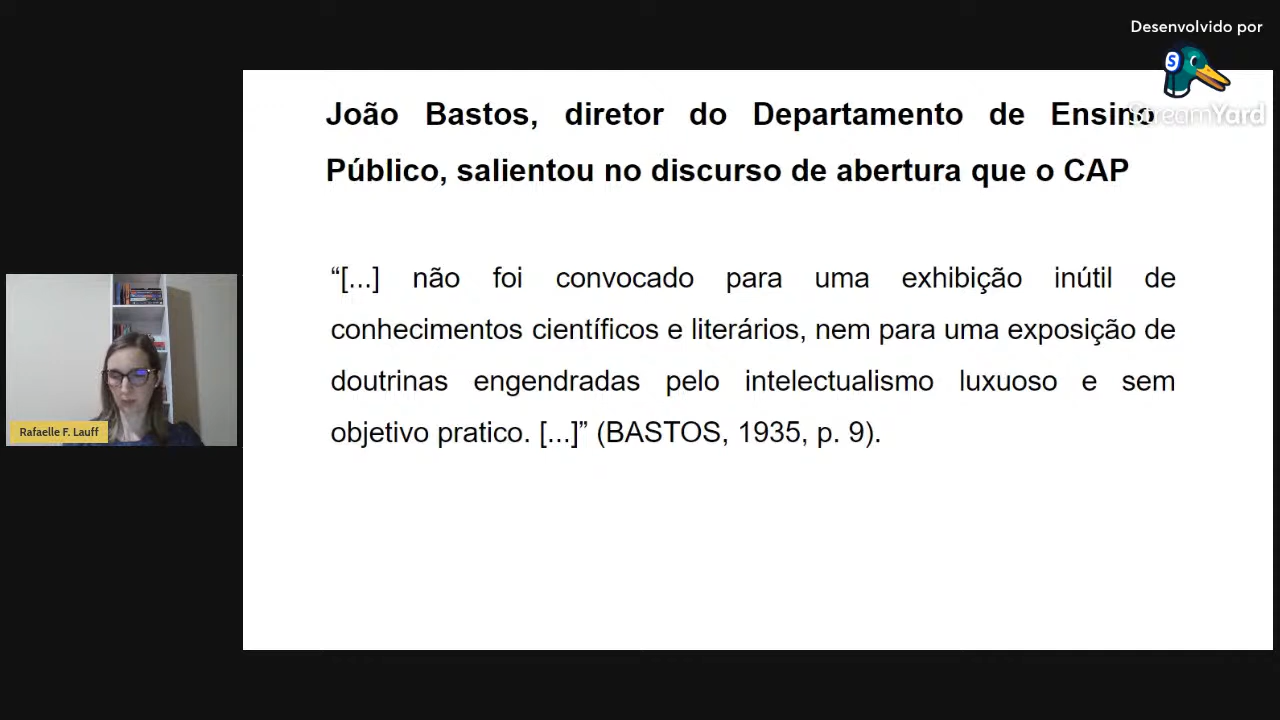 Desenvolvido por
StreamYard
João Bastos, diretor do Departamento de Ensino
Público, salientou no discurso de abertura que o CAP
“[...] não foi convocado para uma exhibição inútil de
conhecimentos científicos e literários, nem para uma exposição de
doutrinas engendradas pelo intelectualismo luxuoso e sem
objetivo pratico. [...]” (BASTOS, 1935, p. 9).
Rafaelle F. Lauff